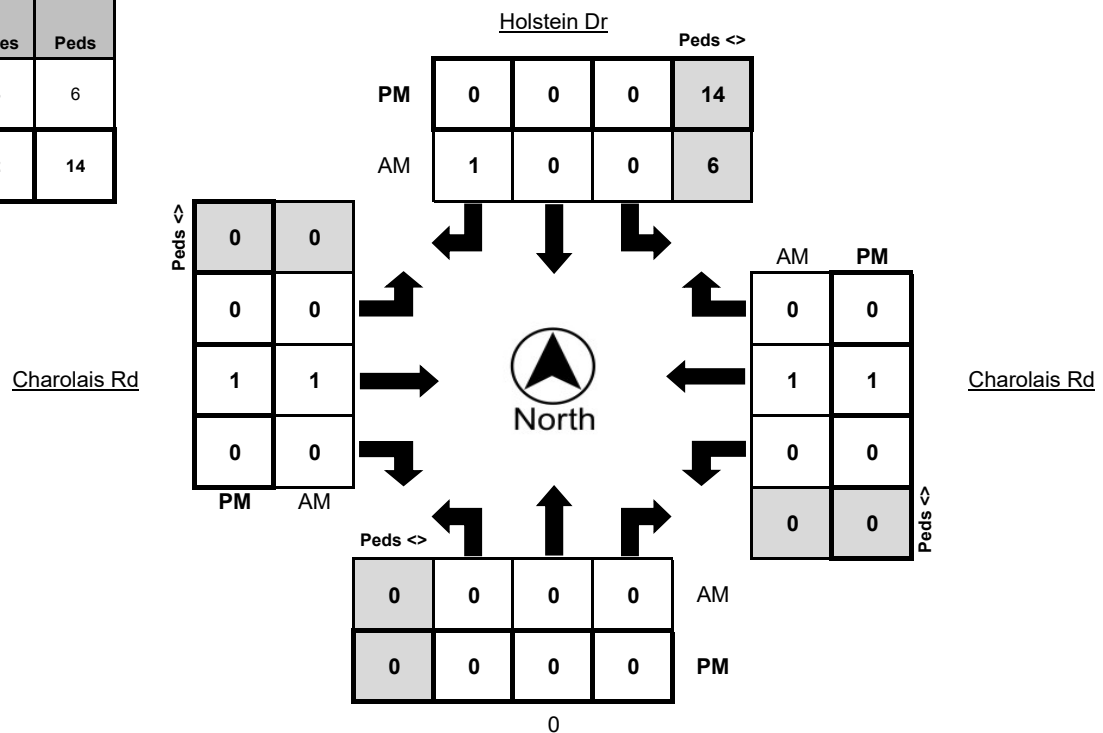 Holstein Dr
Peds
Peds <>
6
14
PM 0 0 0 14
AM 1 0 0 6
Peds <>
0 0
0 0
1 1
0 0
PM AM
Charolais Rd
North
AM PM
0 0
1 1
0 0
0 0
Peds <>
Charolais Rd
Peds <>
0 0 0 0 AM
0 0 0 0 PM
0